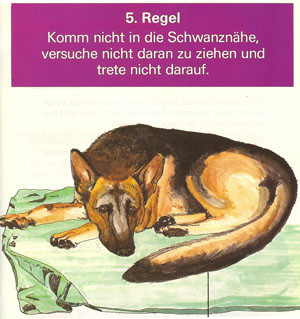 5. Regel
Komm nicht in die Schwanznähe,
versuche nicht daran zu ziehen und
trete nicht darauf.